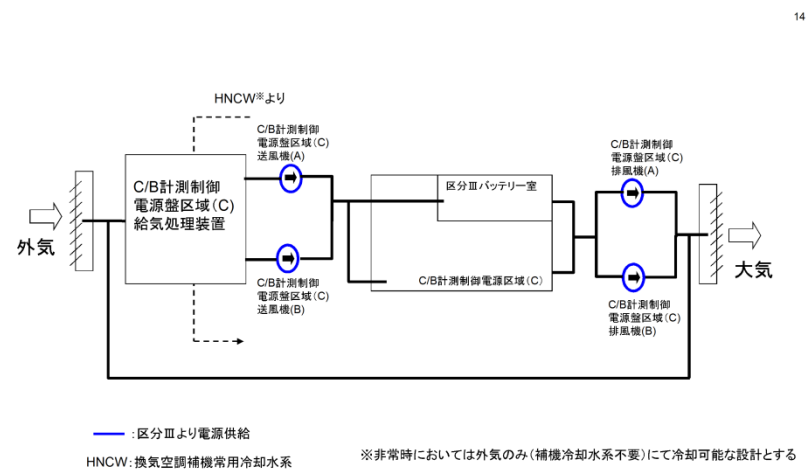 14
HNCW※より
C/B計測制御
電源盤区域(C)
送風機(A)
C/B計測制御
電源盤区域(C)
排風機(A)
C/B計測制御
電源盤区域(C)
給気処理装置
区分Ⅲバッテリー室
外気
大気
C/B計測制御
電源盤区域(C)
送風機(B)
C/B計測制御電源区域(C)
C/B計測制御
電源盤区域(C)
排風機(B)
:区分Ⅲより電源供給
HNCW:換気空調補機常用冷却水系
※非常時においては外気のみ(補機冷却水系不要)にて冷却可能な設計とする